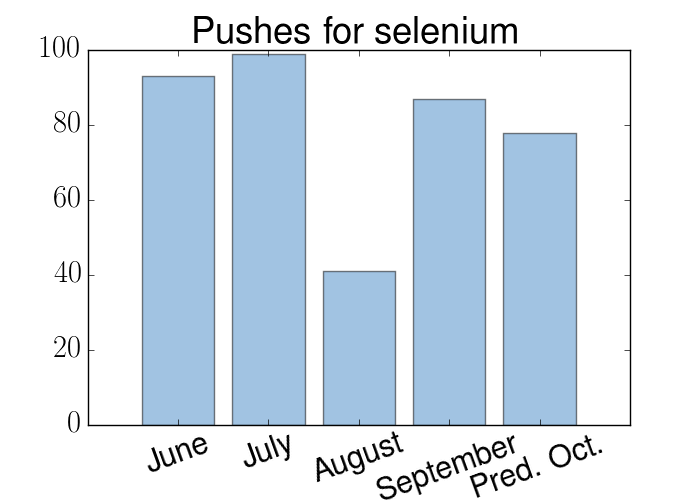 Pushes for selenium
100
80
60
40
20
0
June
July
August
September
Pred. Oct.